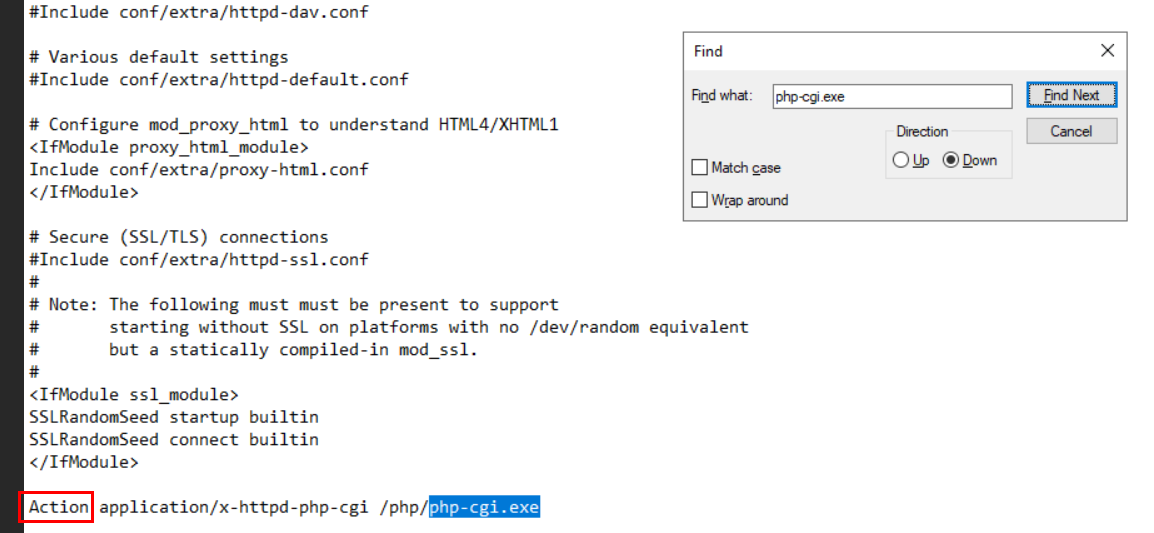 #Include conf/extra/httpd-dav.conf
# Various default settings
#Include conf/extra/httpd-default.conf
# Configure mod_proxy_html to understand HTML4/XHTML1
<IfModule proxy_html_module>
Include conf/extra/proxy-html.conf
</IfModule>
# Secure (SSL/TLS) connections
#Include conf/extra/httpd-ssl.conf
#
# Note: The following must must be present to support
#       starting without SSL on platforms with no /dev/random equivalent
#       but a statically compiled-in mod_ssl.
#
<IfModule ssl_module>
SSLRandomSeed startup builtin
SSLRandomSeed connect builtin
</IfModule>
Action application/x-httpd-php-cgi /php/php-cgi.exe
Find
Find what: php-cgi.exe
Find Next
Direction
Cancel
Up Down
Match case
Wrap around